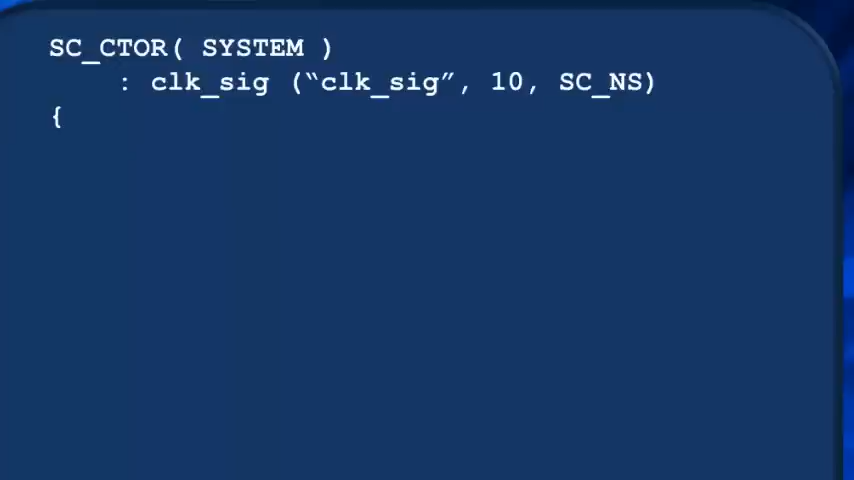 SC_CTOR( SYSTEM )
: clk_sig (“clk_sig”, 10, SC_NS)
{